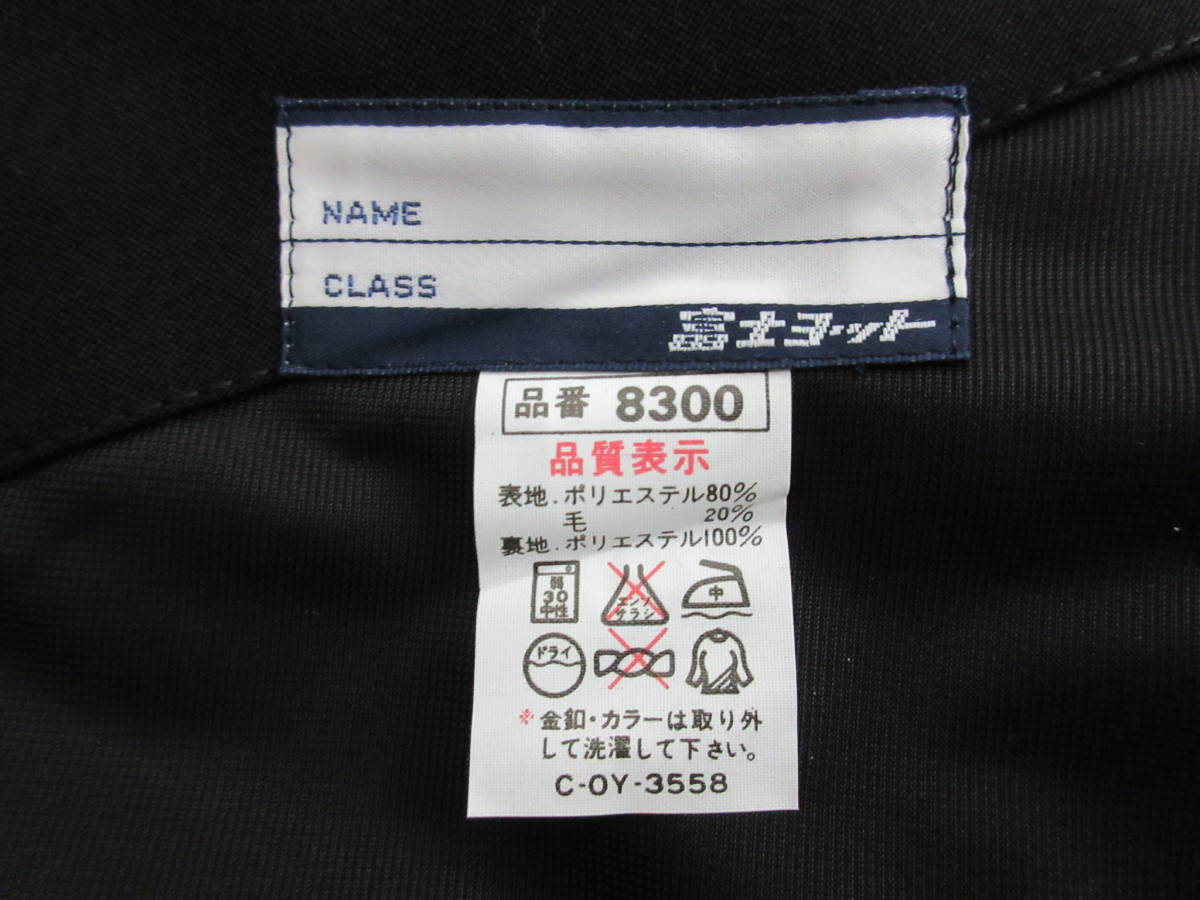 NAME
CLASS
富士ヨット
品番 8300
品質表示
表地.ポリエステル80%
毛 20%
裏地.ポリエステル100%
弱
30
中性
エンソ
サラシ
中
ドライ
※金釦・カラーは取り外
して洗濯して下さい。
C-OY-3558